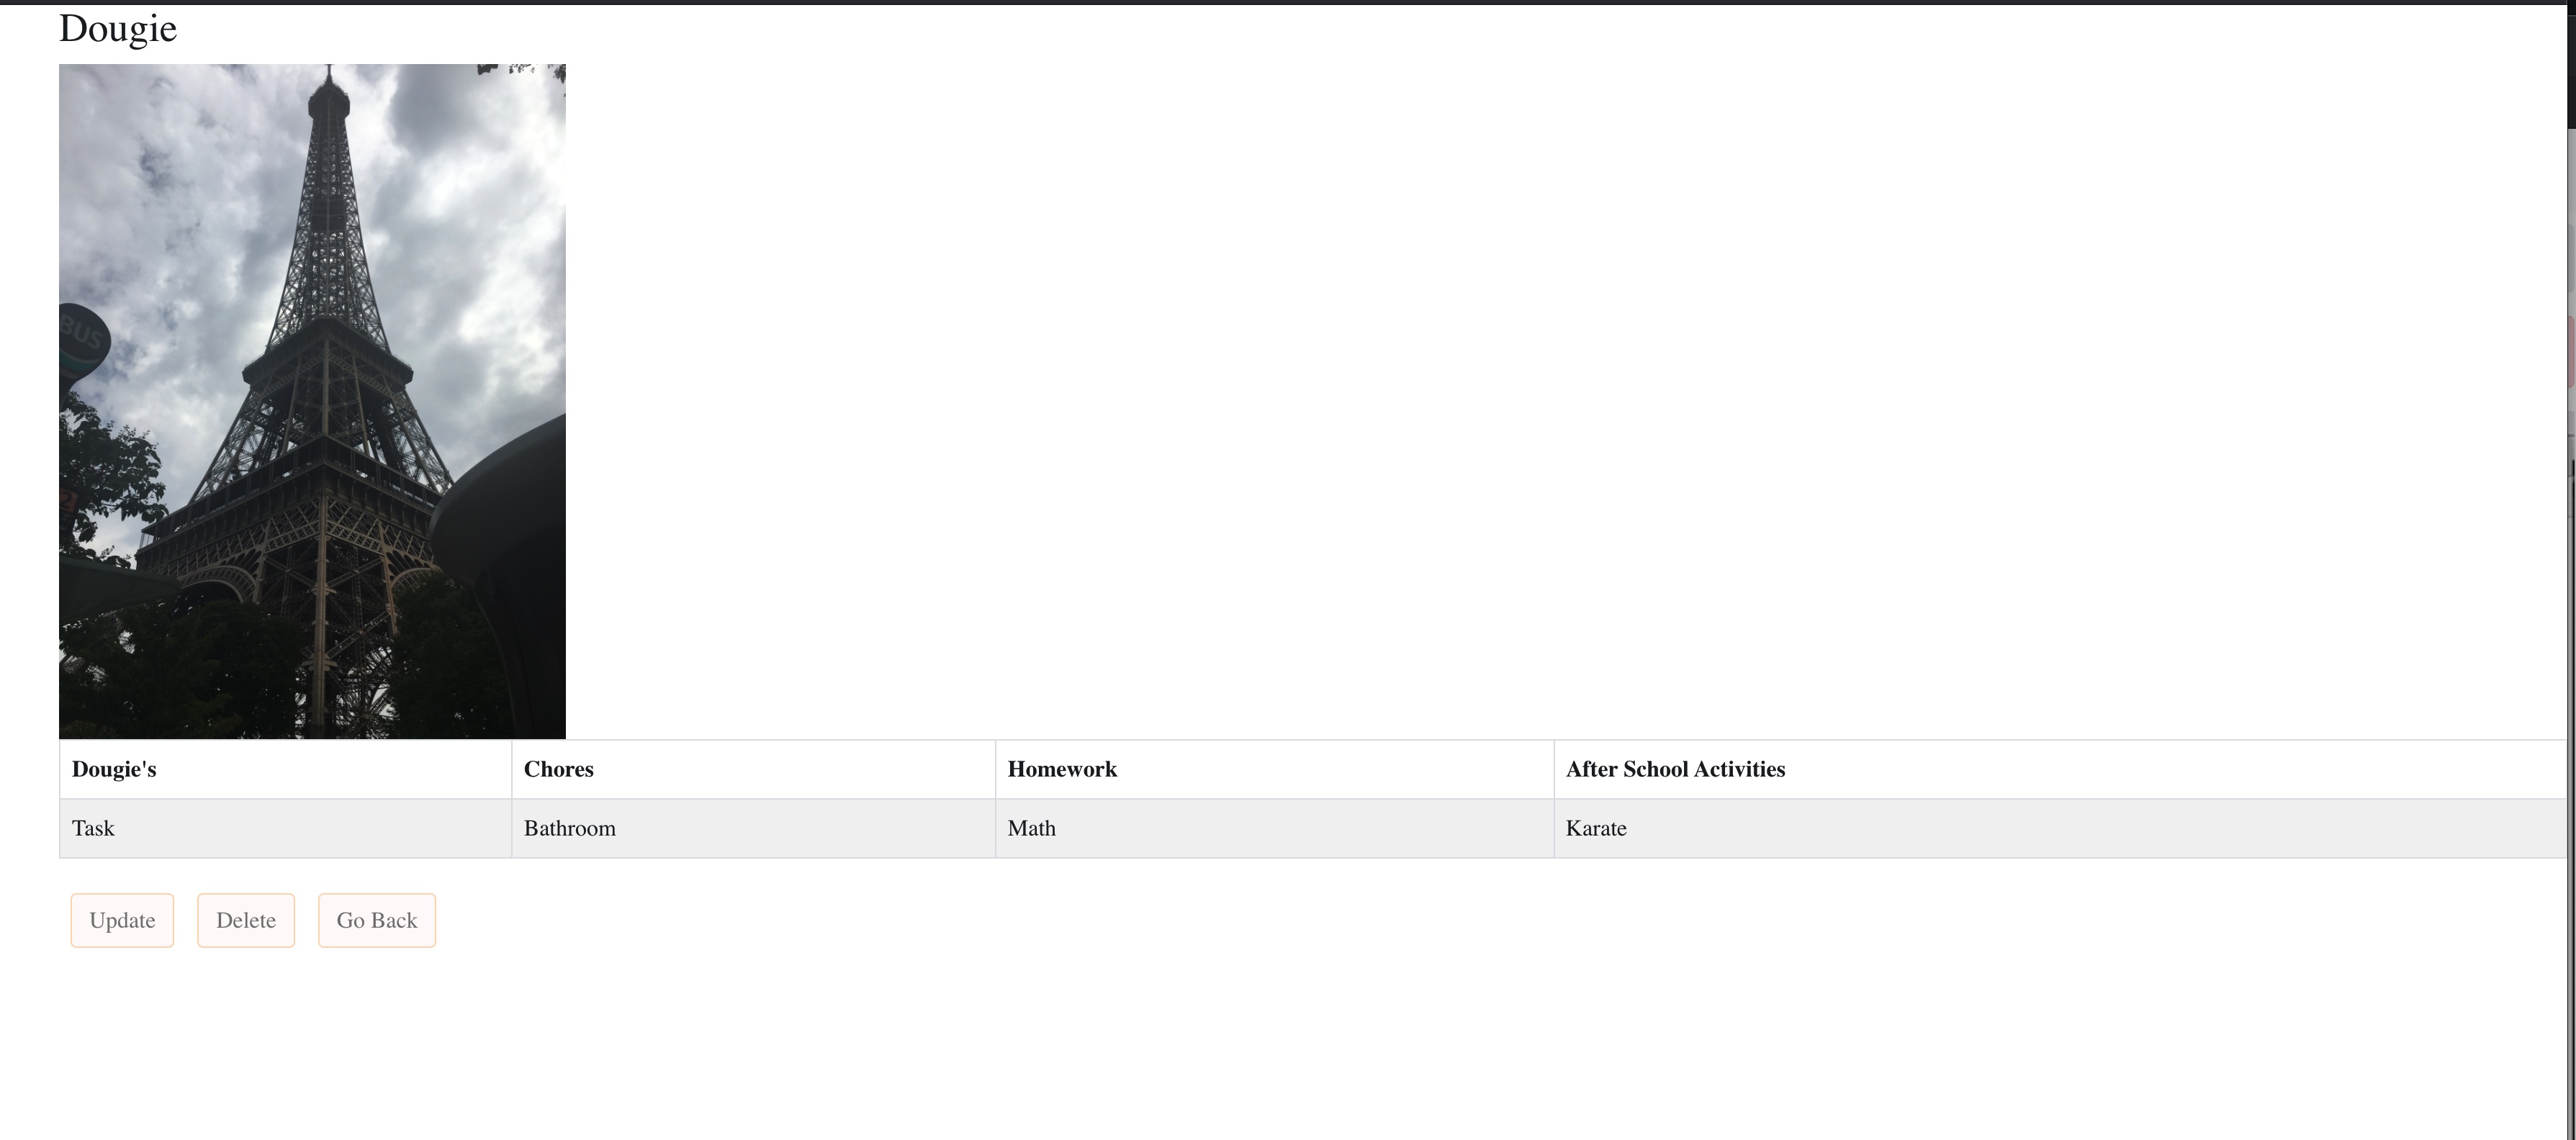 Dougie
BUS
Dougie's Chores Homework After School Activities
Task Bathroom Math Karate
Update Delete Go Back